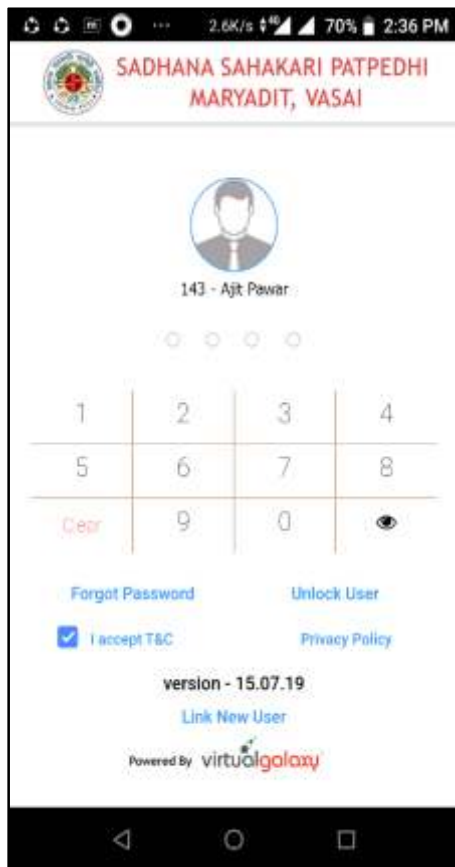 2.6K/s 4G 70% 2:36 PM
SADHANA SAHAKARI PATPEDHI
MARYADIT, VASAI
143 - Ajit Pawar
1 2 3 4
5 6 7 8
Clear 9 0
Forgot Password Unlock User
I accept T&C Privacy Policy
version - 15.07.19
Link New User
Powered By virtualgalaxy